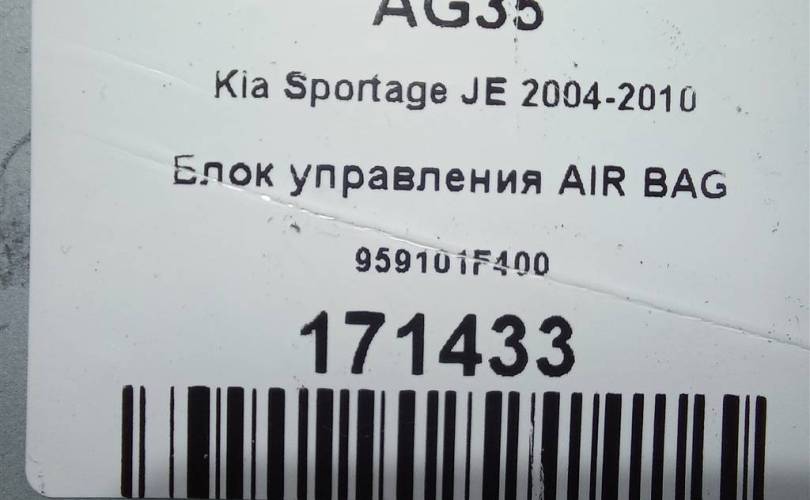 AG35
Kia Sportage JE 2004-2010
Блок управления AIR BAG
959101F400
171433